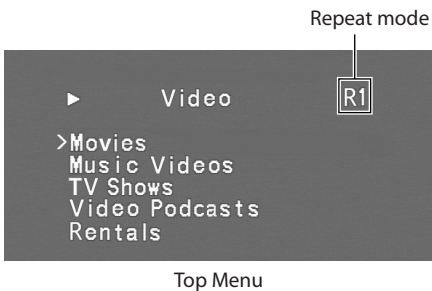 Repeat mode
Video R1
>Movies
Music Videos
TV Shows
Video Podcasts
Rentals
Top Menu